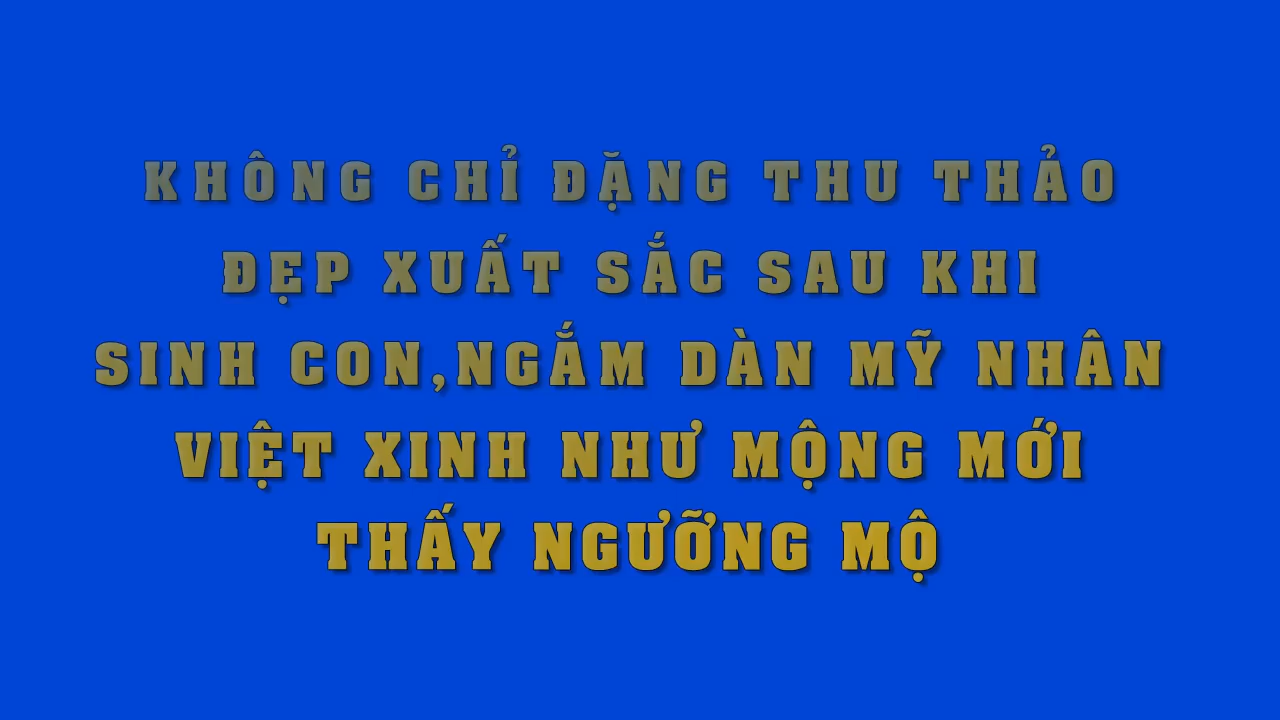 KHÔNG CHỈ ĐẶNG THU THẢO
ĐẸP XUẤT SẮC SAU KHI
SINH CON,NGẮM DÀN MỸ NHÂN
VIỆT XINH NHƯ MỘNG MỚI
THẤY NGƯỠNG MỘ